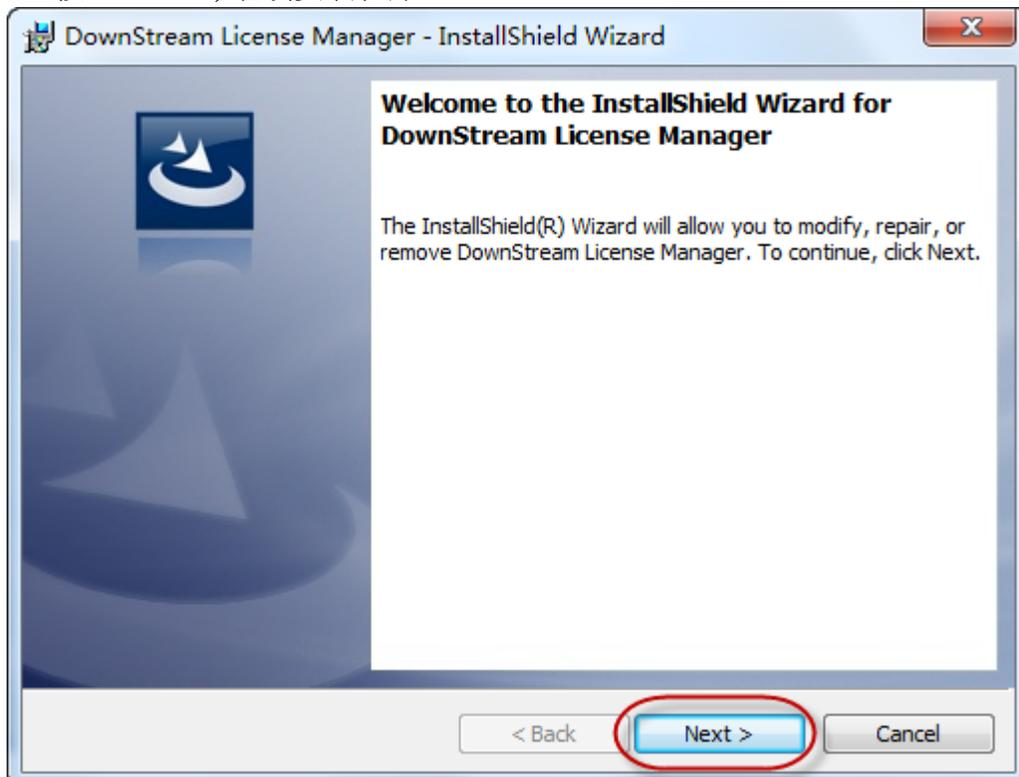 DownStream License Manager - InstallShield Wizard
X
Welcome to the InstallShield Wizard for
DownStream License Manager
The InstallShield(R) Wizard will allow you to modify, repair, or
remove DownStream License Manager. To continue, click Next.
< Back
Next >
Cancel